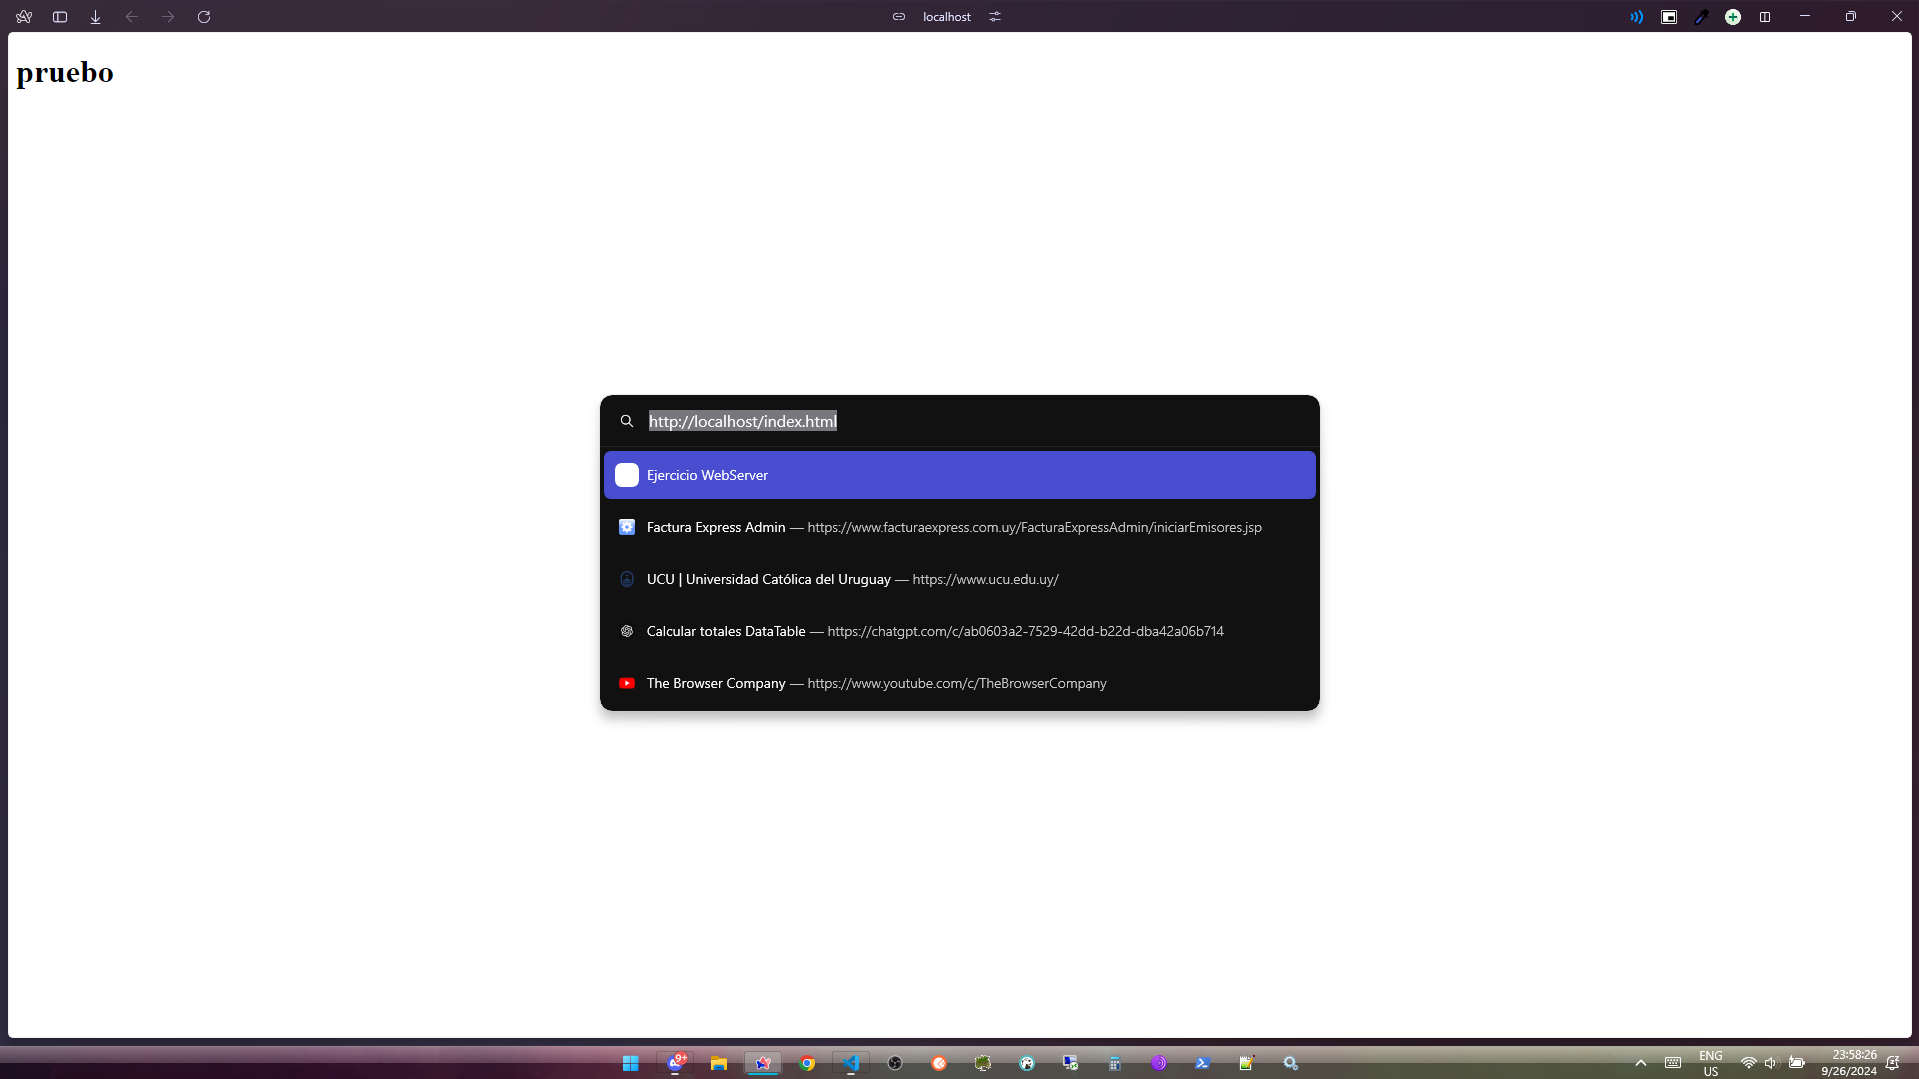 localhost
pruebo
http://localhost/index.html
Ejercicio WebServer
Factura Express Admin — https://www.facturaexpress.com.uy/FacturaExpressAdmin/iniciarEmisores.jsp
UCU | Universidad Católica del Uruguay — https://www.ucu.edu.uy/
Calcular totales DataTable — https://chatgpt.com/c/ab0603a2-7529-42dd-b22d-dba42a06b714
The Browser Company — https://www.youtube.com/c/TheBrowserCompany
9+
ENG
US
23:58:26
9/26/2024